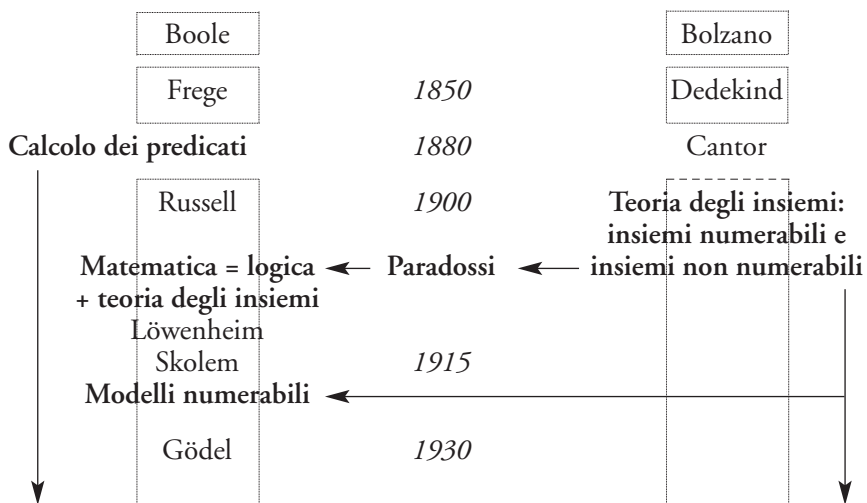 Boole Bolzano
Frege 1850 Dedekind
Calcolo dei predicati 1880 Cantor
Russell 1900 Teoria degli insiemi:
insiemi numerabili e
Matematica = logica Paradossi insiemi non numerabili
+ teoria degli insiemi
Löwenheim
Skolem 1915
Modelli numerabili
Gödel 1930